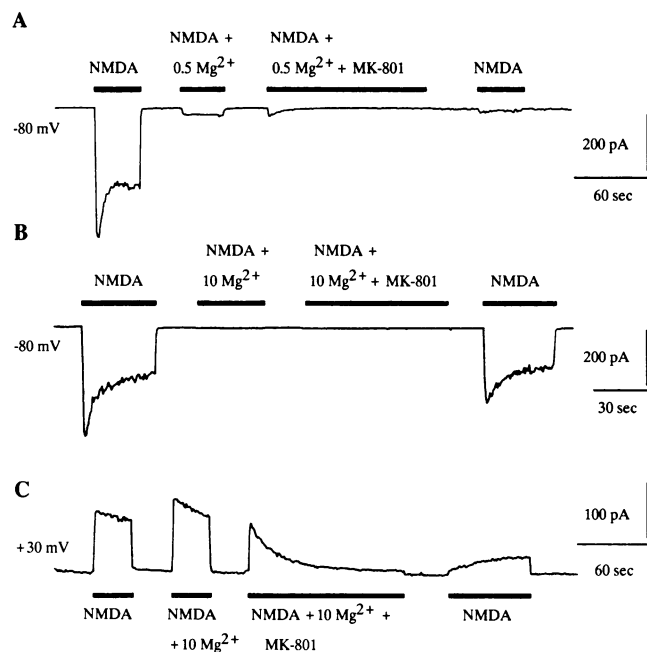 A
NMDA +
NMDA +
NMDA
0.5 Mg2+
0.5 Mg2+ + MK-801
NMDA
-80 mV
200 pA
60 sec
B
NMDA +
NMDA +
NMDA
10 Mg2+
10 Mg2+ + MK-801
NMDA
-80 mV
200 pA
30 sec
C
100 pA
+30 mV
60 sec
NMDA
NMDA
NMDA +10 Mg2+ +
NMDA
+10 Mg2+
MK-801